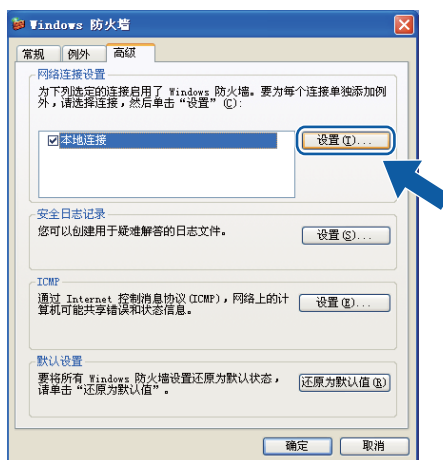 Windows 防火墙
常规 例外 高级
网络连接设置
为下列选定的连接启用了 Windows 防火墙。要为每个连接单独添加例
外，请选择连接，然后单击“设置” (C):
本地连接
设置(T)...
安全日志记录
您可以创建用于疑难解答的日志文件。
设置(S)...
ICMP
通过 Internet 控制消息协议(ICMP)，网络上的计
算机可能共享错误和状态信息。
设置(E)...
默认设置
要将所有 Windows 防火墙设置还原为默认状态，
请单击“还原为默认值”。
还原为默认值(R)
确定 取消